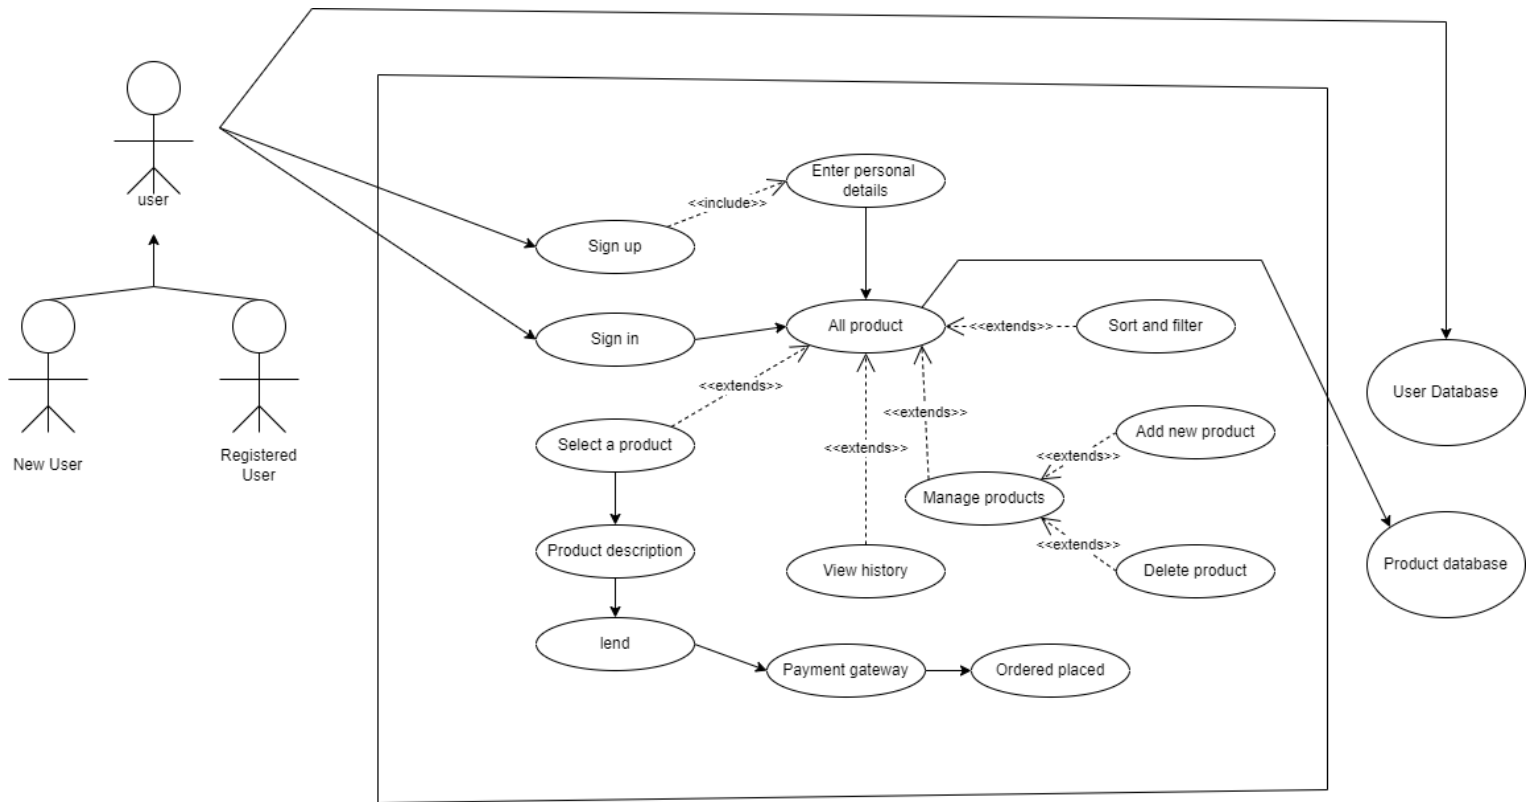 Enter personal
details
user
<<include>>
Sign up
All product
<<extends>>
Sort and filter
Sign in
<<extends>>
User Database
<<extends>>
Add new product
Select a product
<<extends>>
<<extends>>
New User
Registered
User
Manage products
<<extends>>
Product description
View history
Delete product
Product database
lend
Payment gateway
Ordered placed